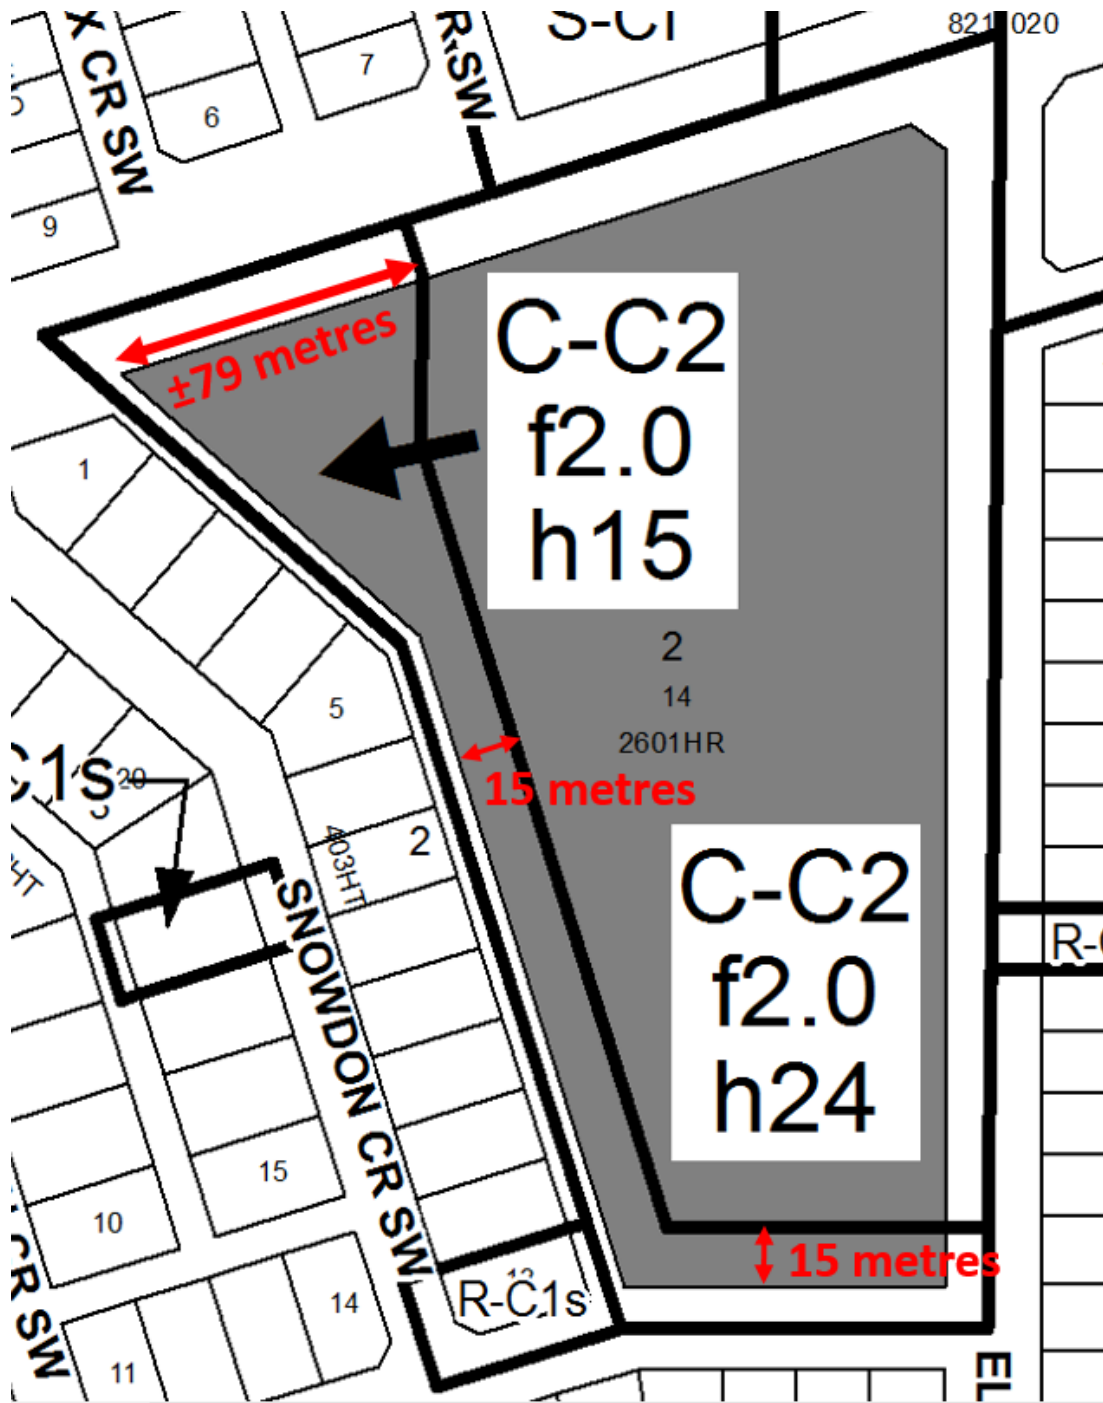 S-C1
821 020
X CR SW
R SW
7
6
9
±79 metres
C-C2
f2.0
h15
1
2
14
2601HR
5
15 metres
C1s
20
2
403HT
HT
C-C2
f2.0
h24
SNOWDON CR SW
15
10
15 metres
R-C1s
14
11
CR SW
EL